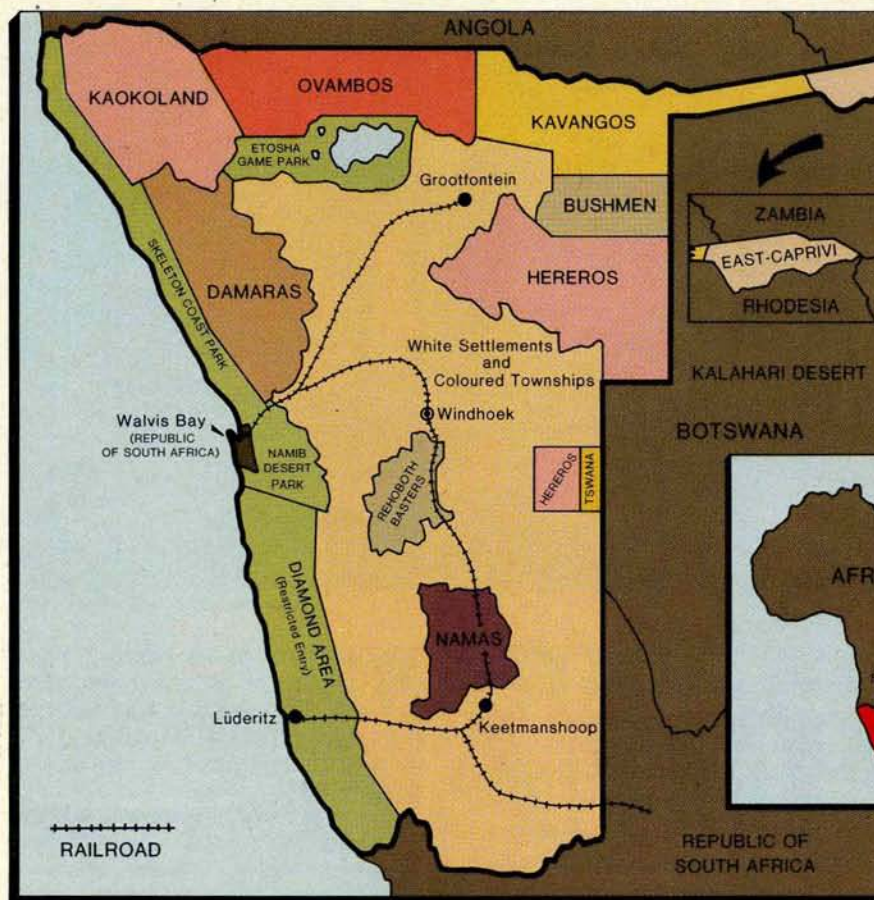 ANGOLA
KAOKOLAND
OVAMBOS
KAVANGOS
ETOSHA
GAME PARK
Grootfontein
BUSHMEN
ZAMBIA
EAST-CAPRIVI
RHODESIA
SKELETON COAST PARK
DAMARAS
HEREROS
White Settlements
and
Coloured Townships
KALAHARI DESERT
Windhoek
BOTSWANA
Walvis Bay
(REPUBLIC
OF SOUTH AFRICA)
NAMIB
DESERT
PARK
REHOBOTH
BASTERS
HEREROS
TSWANA
DIAMOND AREA
(Restricted Entry)
AFR
NAMAS
Lüderitz
Keetmanshoop
RAILROAD
REPUBLIC OF
SOUTH AFRICA